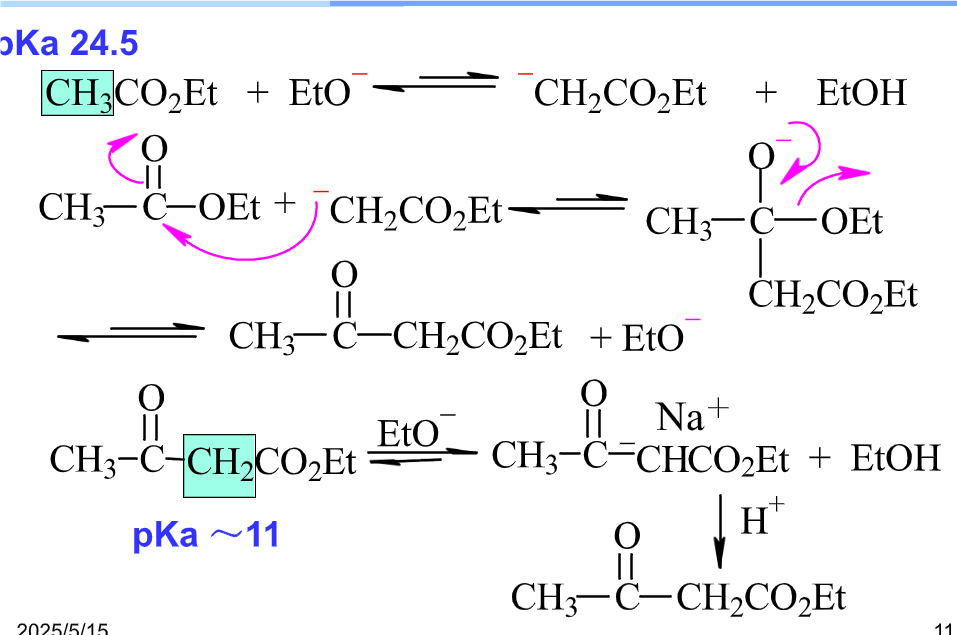 pKa 24.5
CH₃CO₂Et + EtO⁻ ⇌ ⁻CH₂CO₂Et + EtOH
O O⁻
CH₃—C—OEt + ⁻CH₂CO₂Et ⇌ CH₃—C—OEt
CH₂CO₂Et
O
⇌ CH₃—C—CH₂CO₂Et + EtO⁻
O O Na⁺
CH₃—C—CH₂CO₂Et EtO⁻ ⇌ CH₃—C—⁻CHCO₂Et + EtOH
pKa ～11 H⁺
O
CH₃—C—CH₂CO₂Et
2025/5/15 11